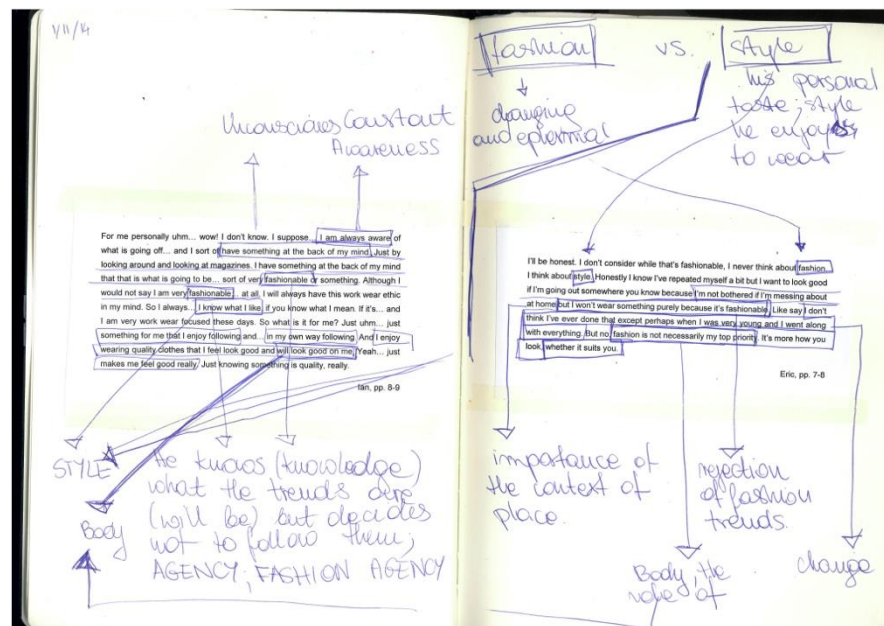 1/11/14
Unconscious Constant
Awareness
For me personally uhm... wow! I don't know. I suppose... I am always aware of
what is going off... and I sort of have something at the back of my mind. Just by
looking around and looking at magazines. I have something at the back of my mind
that that is what is going to be... sort of very fashionable or something. Although I
would not say I am very fashionable at all. I will always have this work wear ethic
in my mind. So I always... I know what I like if you know what I mean. If it's... and
I am very work wear focused these days. So what is it for me? Just uhm... just
something for me that I enjoy following and in my own way following. And I enjoy
wearing quality clothes that I feel look good and will look good on me. Yeah... just
makes me feel good really. Just knowing something is quality, really.
Ian, pp. 8-9
STYLE
Body
He knows (knowledge)
what the trends are
(will be) but decides
not to follow them;
AGENCY; FASHION AGENCY
fashion vs. style
changing
and ephermal
his personal
taste; style
he enjoys
to wear
I'll be honest. I don't consider while that's fashionable, I never think about fashion.
I think about style. Honestly I know I've repeated myself a bit but I want to look good
if I'm going out somewhere you know because I'm not bothered if I'm messing about
at home but I won't wear something purely because it's fashionable. Like say I don't
think I've ever done that except perhaps when I was very young and I went along
with everything. But no, fashion is not necessarily my top priority. It's more how you
look, whether it suits you.
Eric, pp. 7-8
importance of
the context of
place.
rejection
of fashion
trends.
Body, the
role of
change